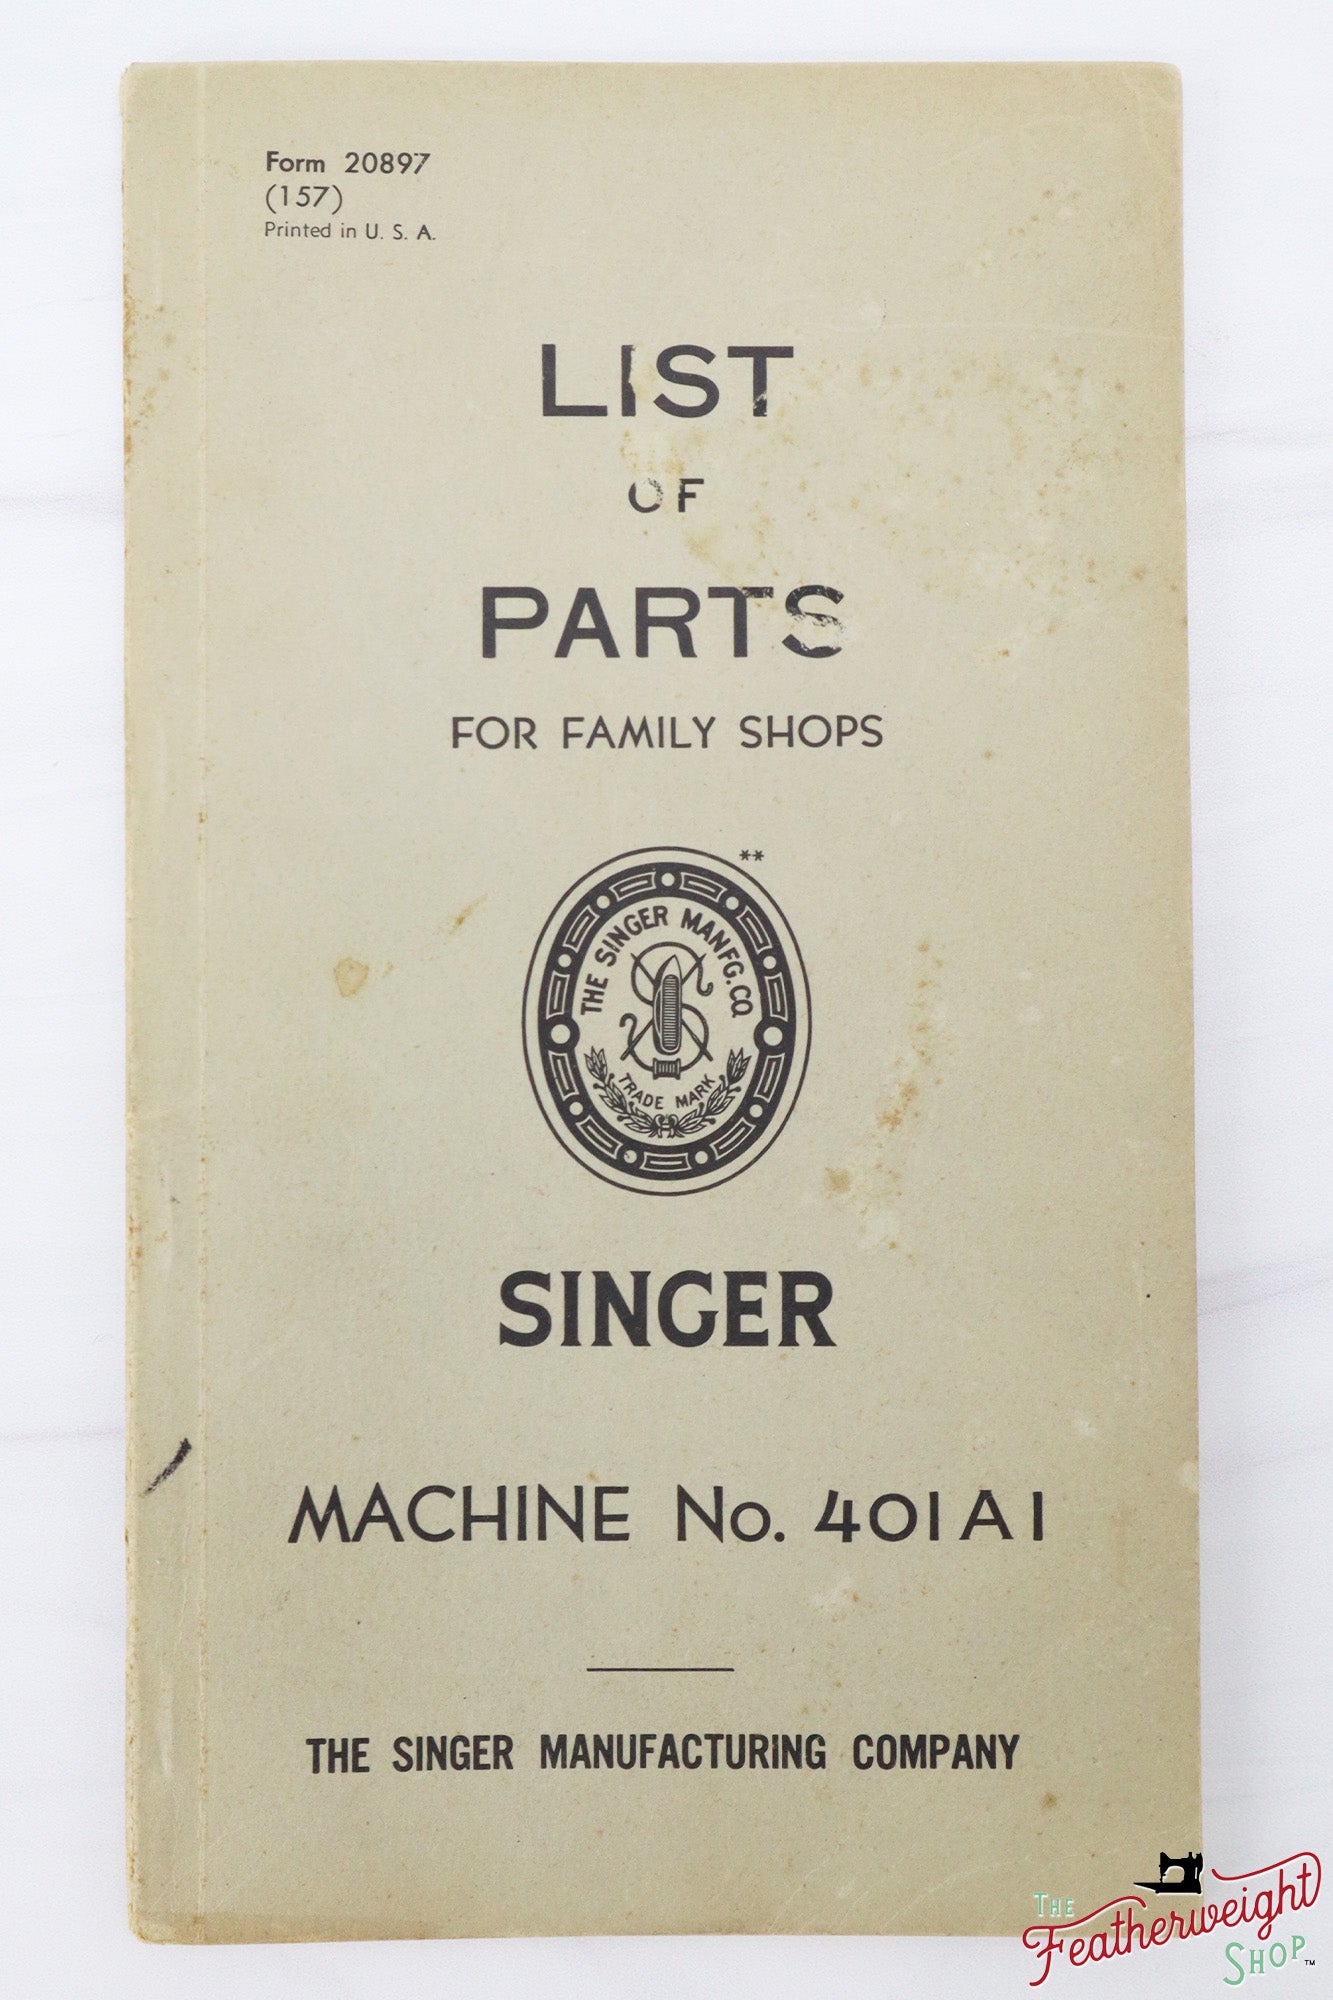 Form 20897
(157)
Printed in U. S. A.
LIST
OF
PARTS
FOR FAMILY SHOPS
**
THE SINGER MANFG. CO
TRADE MARK
SINGER
MACHINE No. 401A1
THE SINGER MANUFACTURING COMPANY
THE
Featherweight
SHOP™